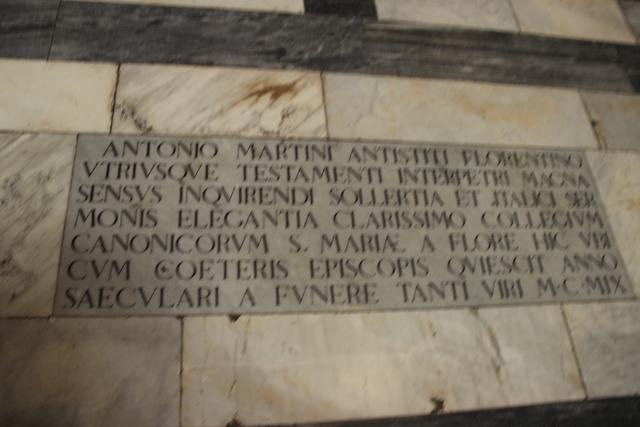 ANTONIO MARTINI ANTISTITI FLORENTINO
VTRIUSQVE TESTAMENTI INTERPETRI MAGNA
SENSVS INQVIRENDI SOLLERTIA ET ITALICI SER
MONIS ELEGANTIA CLARISSIMO COLLEGIVM
CANONICORVM S. MARIÆ A FLORE HIC VBI
CVM COETERIS EPISCOPIS QVIESCIT ANNO
SAECVLARI A FVNERE TANTI VIRI M·C·MIX